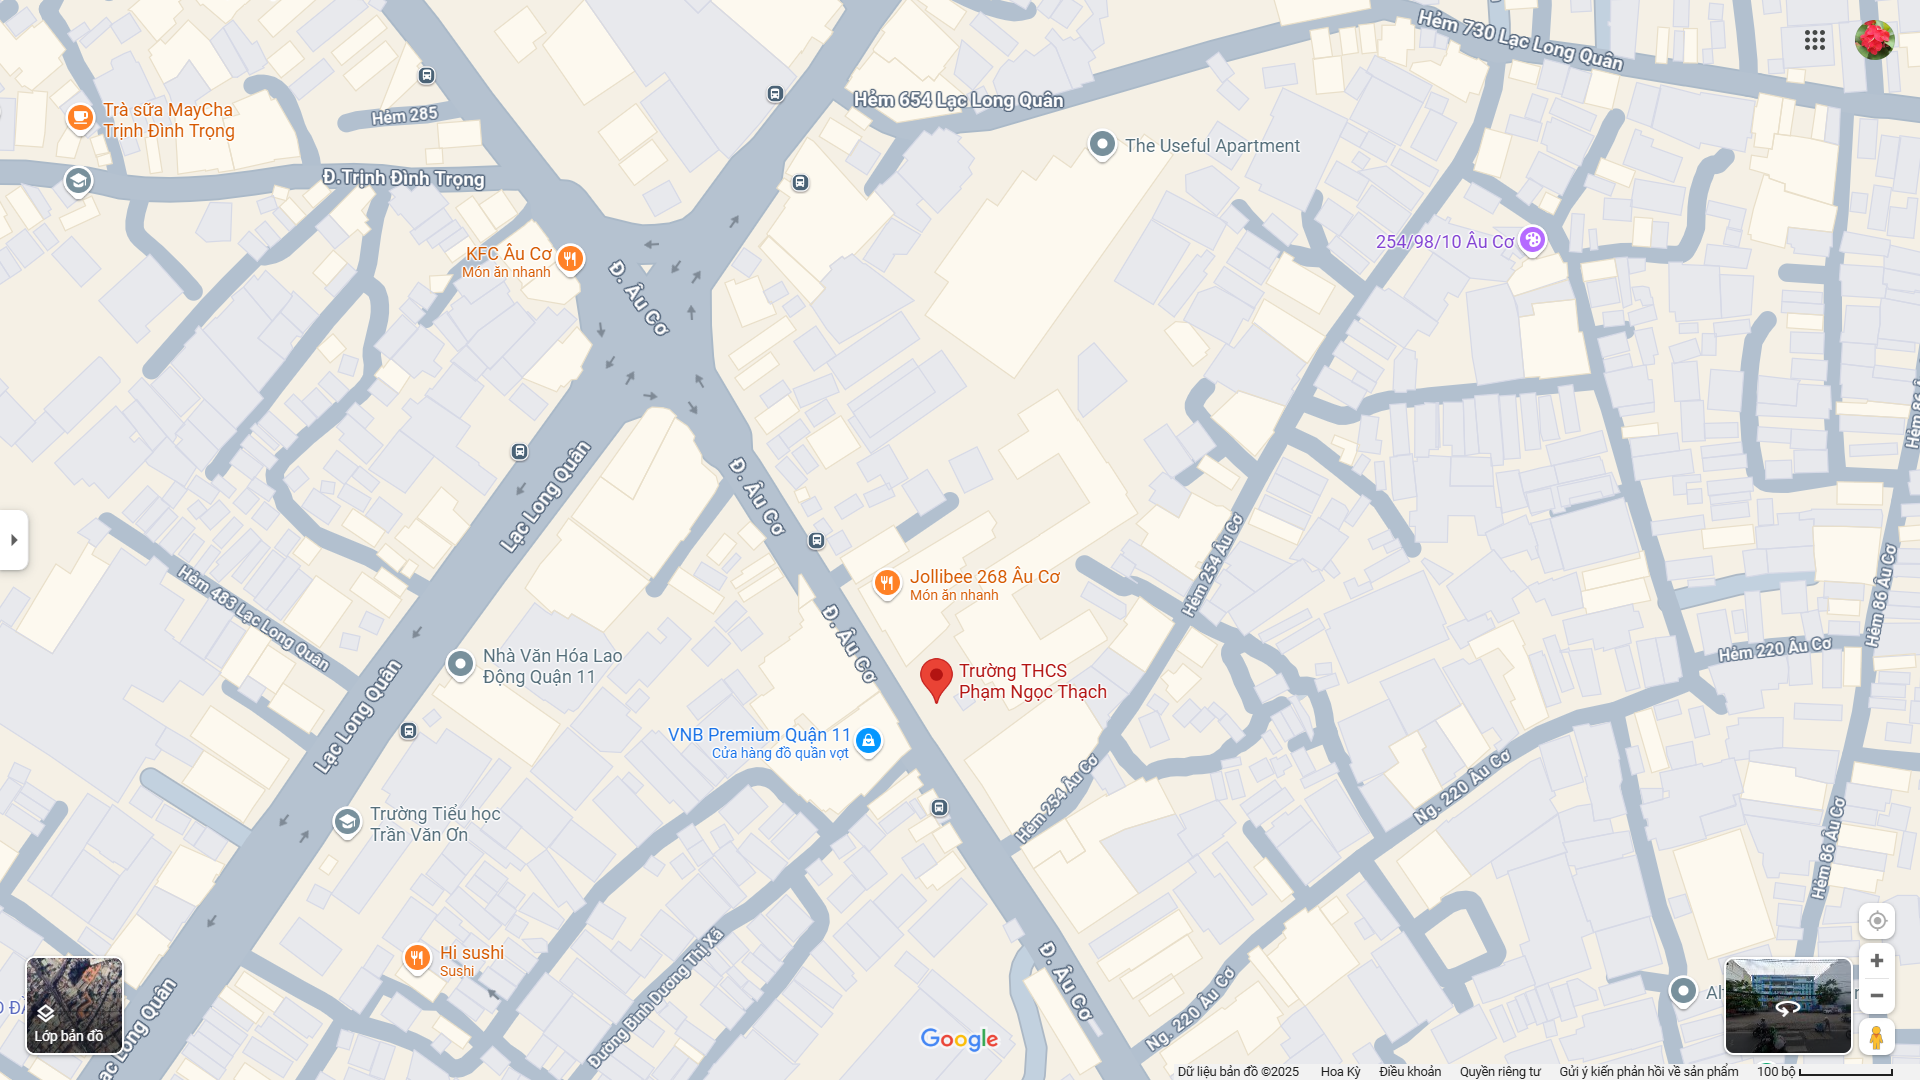 Hẻm 730 Lạc Long Quân
Hẻm 654 Lạc Long Quân
Trà sữa MayCha
Trịnh Đình Trọng
Hẻm 285
The Useful Apartment
Đ.Trịnh Đình Trọng
254/98/10 Âu Cơ
KFC Âu Cơ
Món ăn nhanh
Đ. Âu Cơ
Lạc Long Quân
Đ. Âu Cơ
Hẻm 254 Âu Cơ
Hẻm 86 Âu Cơ
Jollibee 268 Âu Cơ
Món ăn nhanh
Hẻm 483 Lạc Long Quân
Đ. Âu Cơ
Hẻm 220 Âu Cơ
Nhà Văn Hóa Lao
Động Quận 11
Trường THCS
Phạm Ngọc Thạch
Lạc Long Quân
VNB Premium Quận 11
Cửa hàng đồ quần vợt
Hẻm 254 Âu Cơ
Ng. 220 Âu Cơ
Trường Tiểu học
Trần Văn Ơn
Hẻm 86 Âu Cơ
Hi sushi
Sushi
Đường Bình Dương Thị Xã
Đ. Âu Cơ
Ng. 220 Âu Cơ
Lạc Long Quân
Lớp bản đồ
Google
Dữ liệu bản đồ ©2025
Hoa Kỳ
Điều khoản
Quyền riêng tư
Gửi ý kiến phản hồi về sản phẩm
100 bộ